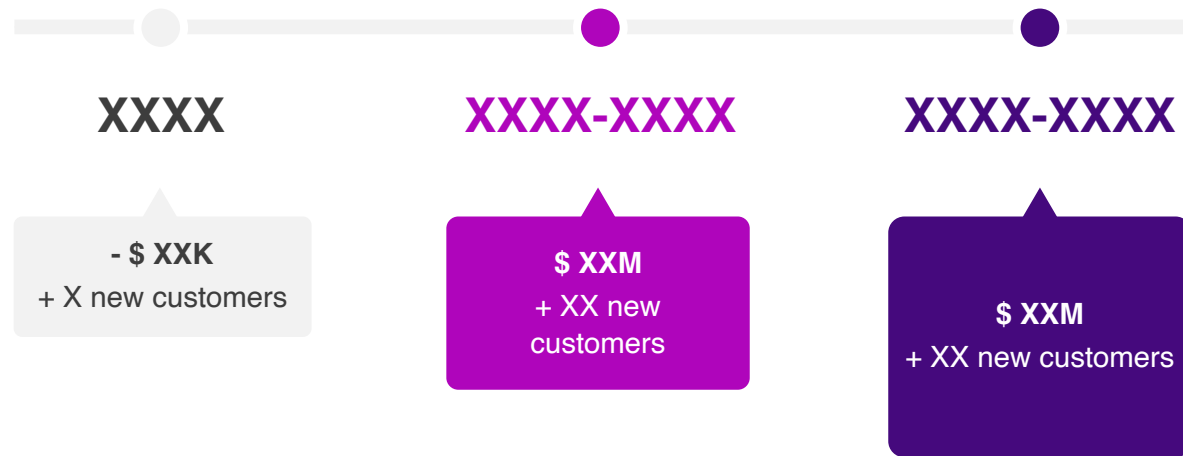 XXXX
- $ XXK
+ X new customers
XXXX-XXXX
$ XXM
+ XX new
customers
XXXX-XXXX
$ XXM
+ XX new customers